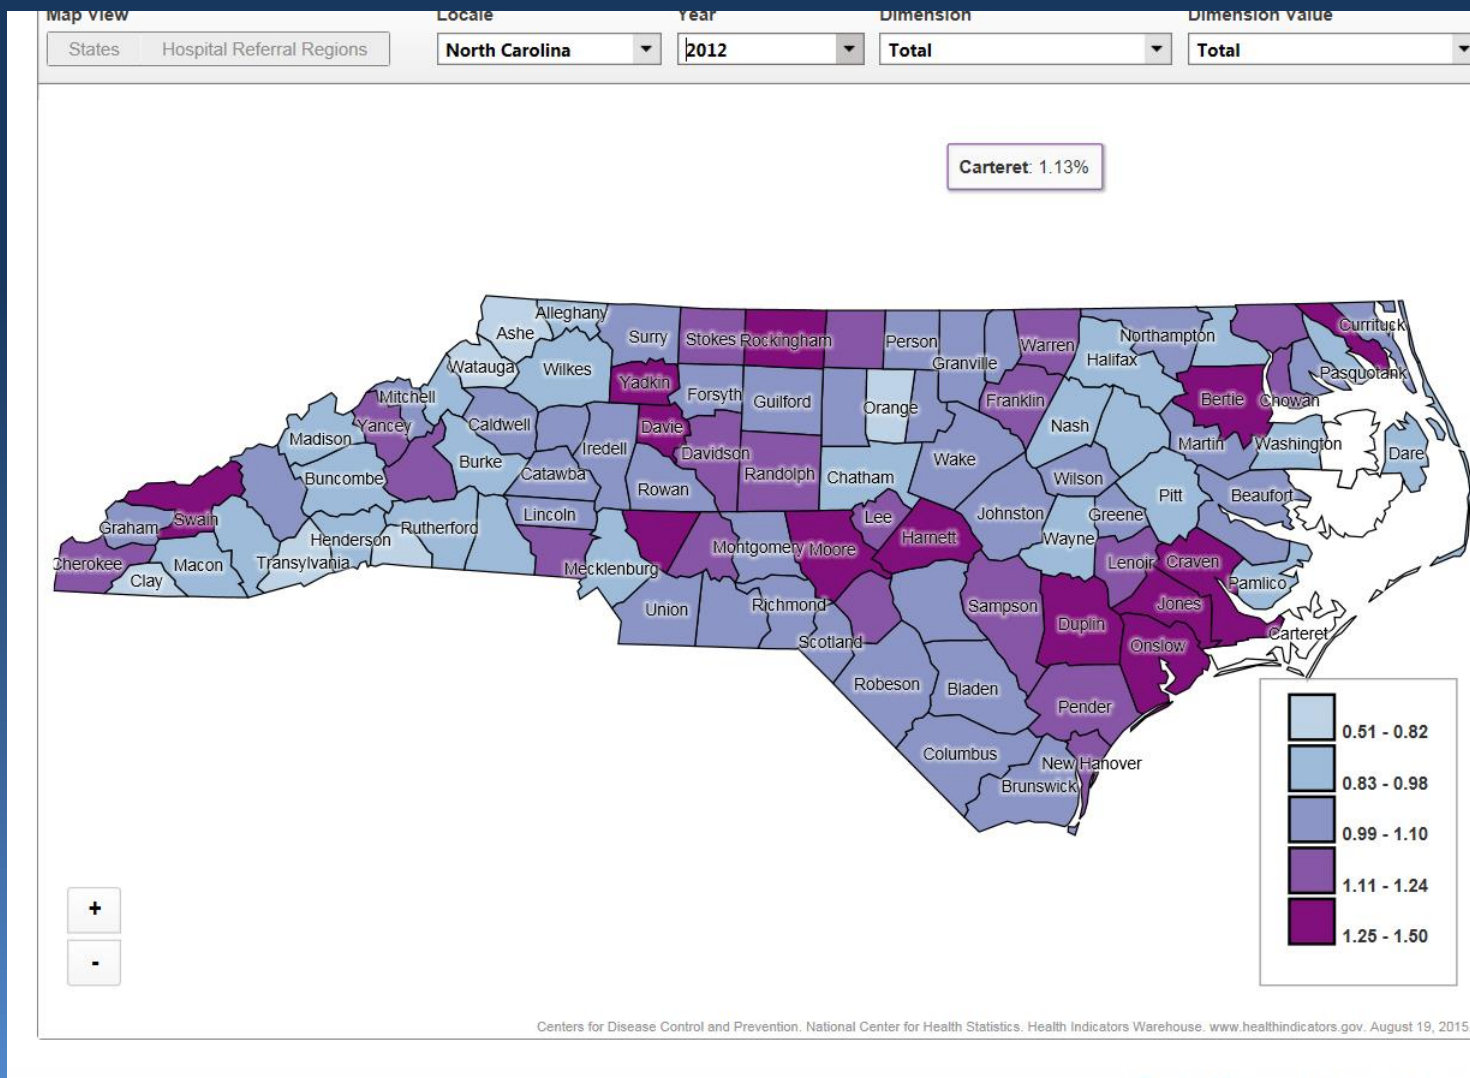 Map View Locale Year Dimension Dimension Value
States Hospital Referral Regions North Carolina 2012 Total Total
Carteret: 1.13%
Alleghany
Ashe
Surry Stokes Rockingham Person Warren Northampton Currituck
Granville Halifax
Watauga Wilkes Pasquotank
Yadkin
Mitchell Forsyth Guilford Orange Franklin Bertie Chowan
Yancey Caldwell Davie Nash
Madison Iredell Davidson Martin Washington Dare
Burke Catawba Randolph Chatham Wake Wilson
Buncombe Rowan Pitt Beaufort
Graham Swain Rutherford Lincoln Lee Johnston Greene
Henderson Harnett Wayne
Cherokee Macon Transylvania Mecklenburg Montgomery Moore Lenoir Craven
Clay Pamlico
Union Richmond Sampson Duplin Jones
Scotland Onslow Carteret
Robeson Bladen
Pender
Columbus New Hanover
Brunswick
0.51 - 0.82
0.83 - 0.98
0.99 - 1.10
1.11 - 1.24
1.25 - 1.50
+
-
Centers for Disease Control and Prevention. National Center for Health Statistics. Health Indicators Warehouse. www.healthindicators.gov. August 19, 2015.